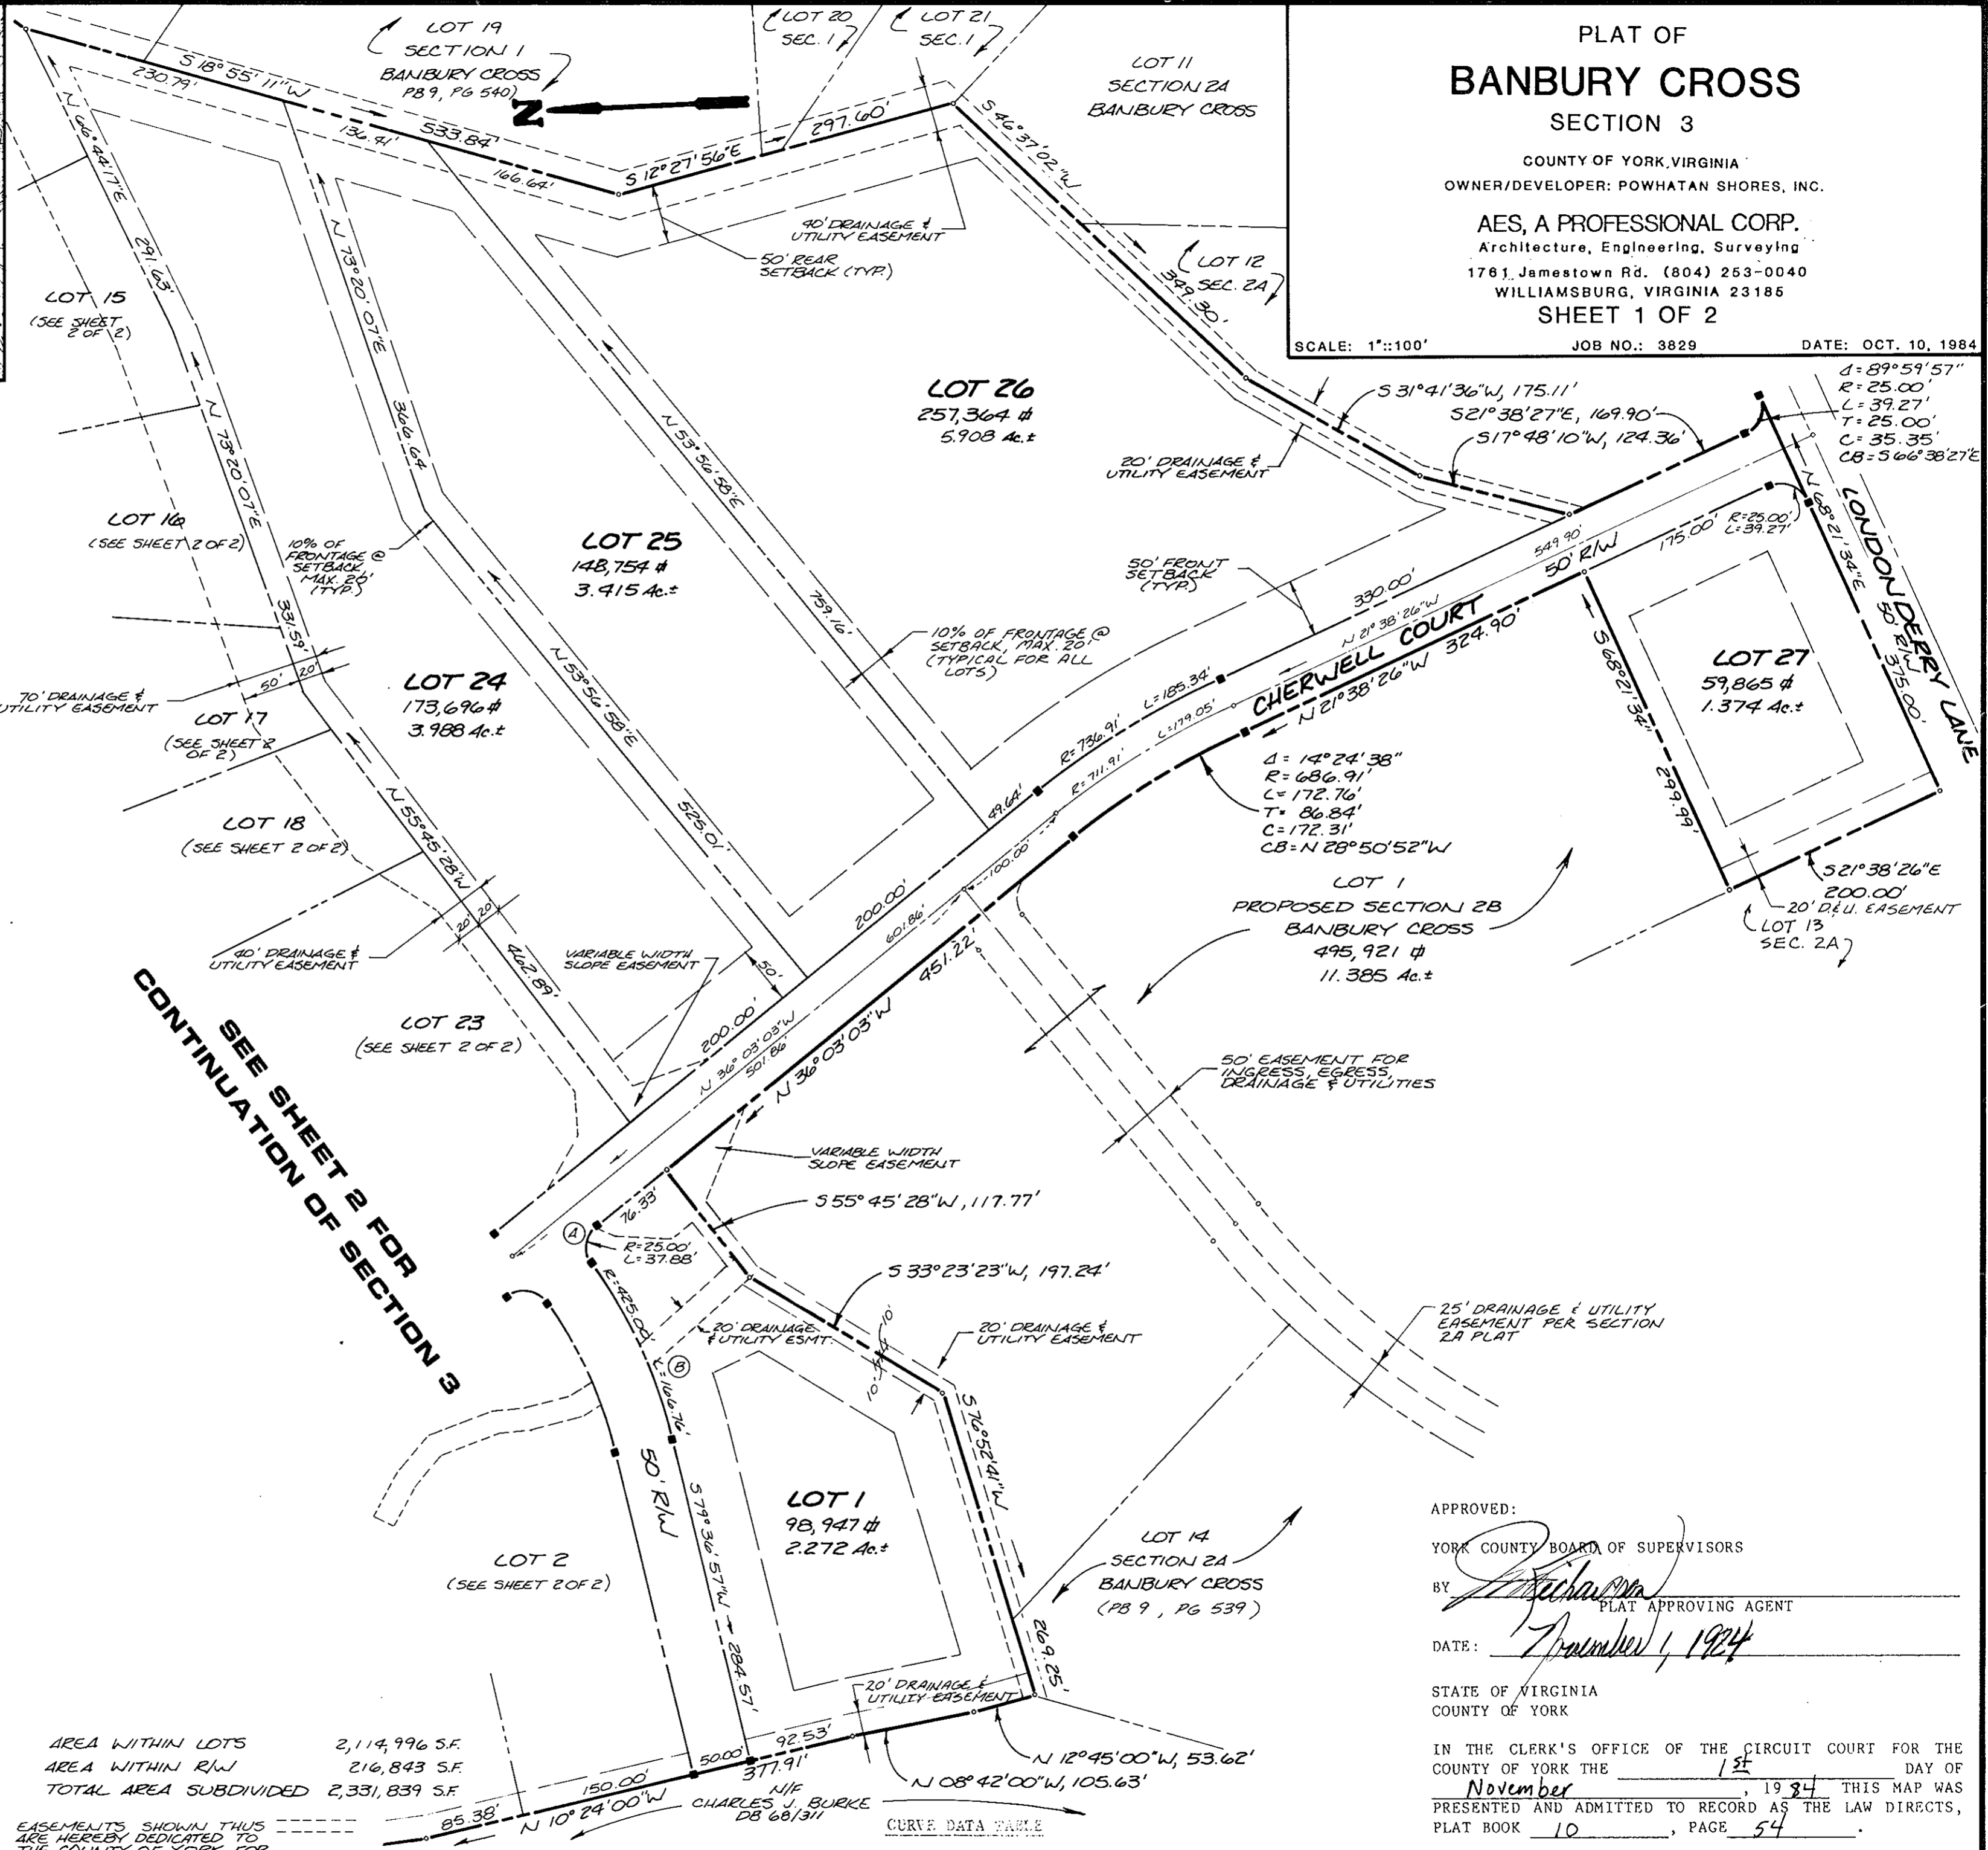 PLAT OF
BANBURY CROSS
SECTION 3
COUNTY OF YORK, VIRGINIA
OWNER/DEVELOPER: POWHATAN SHORES, INC.
AES, A PROFESSIONAL CORP.
Architecture, Engineering, Surveying
1761 Jamestown Rd. (804) 253-0040
WILLIAMSBURG, VIRGINIA 23185
SHEET 1 OF 2
SCALE: 1"::100'
JOB NO.: 3829
DATE: OCT. 10, 1984
LOT 19
SECTION 1
BANBURY CROSS
PB 9, PG 540)
LOT 20
SEC. 1
LOT 21
SEC. 1
LOT 11
SECTION 2A
BANBURY CROSS
N
S 18° 55' 11" W
230.79'
136.41'
533.84'
166.64'
S 12° 27' 56" E
297.60'
S 46° 37' 02" W
349.30'
LOT 12
SEC. 2A
40' DRAINAGE &
UTILITY EASEMENT
50' REAR
SETBACK (TYP.)
N 66° 44' 17" E
291.63'
N 73° 20' 07" E
366.64
LOT 15
(SEE SHEET
2 OF 2)
N 73° 20' 07" E
331.59'
LOT 16
(SEE SHEET 2 OF 2)
10% OF
FRONTAGE @
SETBACK
MAX. 20'
(TYP.)
LOT 26
257,364 ⏍
5.908 Ac.±
S 31° 41' 36" W, 175.11'
S 21° 38' 27" E, 169.90'
S 17° 48' 10" W, 124.36'
Δ = 89° 59' 57"
R = 25.00'
L = 39.27'
T = 25.00'
C = 35.35'
CB = S 66° 38' 27" E
20' DRAINAGE &
UTILITY EASEMENT
N 53° 56' 58" E
759.16'
LOT 25
148,754 ⏍
3.415 Ac.±
N 53° 56' 58" E
525.01'
50' FRONT
SETBACK
(TYP.)
10% OF FRONTAGE @
SETBACK, MAX. 20'
(TYPICAL FOR ALL
LOTS)
549.90'
50' R/W
175.00'
R=25.00'
L=39.27'
N 68° 21' 34" E
375.00'
LONDONDERRY LANE
50' R/W
330.00'
N 21° 38' 26" W
CHERWELL COURT
N 21° 38' 26" W 324.90'
S 68° 21' 34"
299.99'
LOT 27
59,865 ⏍
1.374 Ac.±
70' DRAINAGE &
UTILITY EASEMENT
50'
20'
LOT 17
(SEE SHEET 2
OF 2)
LOT 24
173,696 ⏍
3.988 Ac.±
R= 736.91'
L= 185.34'
R= 711.91'
L=179.05'
49.64'
Δ = 14° 24' 38"
R = 686.91'
L = 172.76'
T = 86.84'
C = 172.31'
CB = N 28° 50' 52" W
S 21° 38' 26" E
200.00'
20' D.&U. EASEMENT
LOT 13
SEC. 2A
LOT 18
(SEE SHEET 2 OF 2)
N 55° 45' 28" W
462.89'
20'
20'
40' DRAINAGE &
UTILITY EASEMENT
VARIABLE WIDTH
SLOPE EASEMENT
50'
200.00'
601.86'
100.00'
451.22'
LOT 1
PROPOSED SECTION 2B
BANBURY CROSS
495,921 ⏍
11.385 Ac.±
LOT 23
(SEE SHEET 2 OF 2)
200.00'
N 36° 03' 03" W
501.86'
N 36° 03' 03" W
SEE SHEET 2 FOR
CONTINUATION OF SECTION 3
50' EASEMENT FOR
INGRESS, EGRESS,
DRAINAGE & UTILITIES
VARIABLE WIDTH
SLOPE EASEMENT
S 55° 45' 28" W, 117.77'
76.33'
A
R=25.00'
L=37.88'
S 33° 23' 23" W, 197.24'
R=425.00'
L=166.76'
B
20' DRAINAGE
& UTILITY ESMT.
10'
10'
20' DRAINAGE &
UTILITY EASEMENT
25' DRAINAGE & UTILITY
EASEMENT PER SECTION
2A PLAT
S 76° 52' 41" W
269.25'
50' R/W
S 79° 36' 57" W - 284.57'
LOT 1
98,947 ⏍
2.272 Ac.±
LOT 2
(SEE SHEET 2 OF 2)
LOT 14
SECTION 2A
BANBURY CROSS
(PB 9, PG 539)
20' DRAINAGE &
UTILITY EASEMENT
92.53'
50.00'
377.91'
150.00'
85.38'
N 10° 24' 00" W
N/F
CHARLES J. BURKE
DB 68/311
N 08° 42' 00" W, 105.63'
N 12° 45' 00" W, 53.62'
CURVE DATA TABLE
AREA WITHIN LOTS 2,114,996 S.F.
AREA WITHIN R/W 216,843 S.F.
TOTAL AREA SUBDIVIDED 2,331,839 S.F.
EASEMENTS SHOWN THUS
ARE HEREBY DEDICATED TO
THE COUNTY OF YORK FOR
APPROVED:
YORK COUNTY BOARD OF SUPERVISORS
BY
PLAT APPROVING AGENT
DATE: November 1, 1984
STATE OF VIRGINIA
COUNTY OF YORK
IN THE CLERK'S OFFICE OF THE CIRCUIT COURT FOR THE
COUNTY OF YORK THE 1st DAY OF
November, 1984 THIS MAP WAS
PRESENTED AND ADMITTED TO RECORD AS THE LAW DIRECTS,
PLAT BOOK 10, PAGE 54.